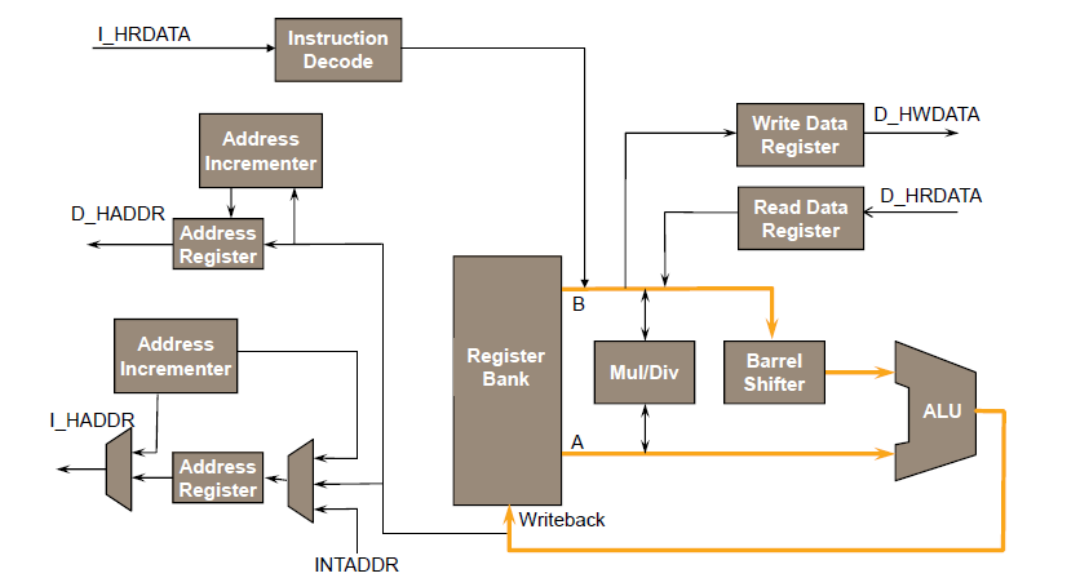 I_HRDATA
Instruction
Decode
Address
Incrementer
Write Data
Register
D_HWDATA
D_HADDR
Address
Register
Read Data
Register
D_HRDATA
B
Address
Incrementer
Register
Bank
Mul/Div
Barrel
Shifter
ALU
I_HADDR
A
Address
Register
Writeback
INTADDR